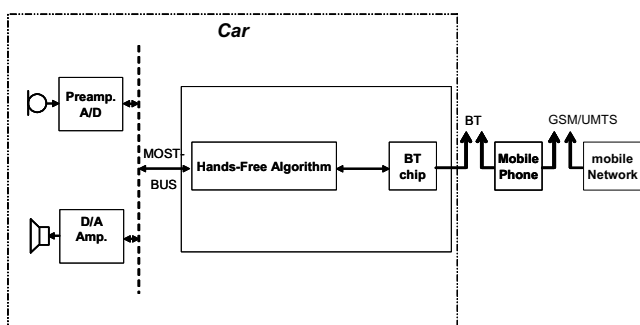 Car
Preamp.
A/D
MOST-
BUS
Hands-Free Algorithm
BT
chip
BT
Mobile
Phone
GSM/UMTS
mobile
Network
D/A
Amp.